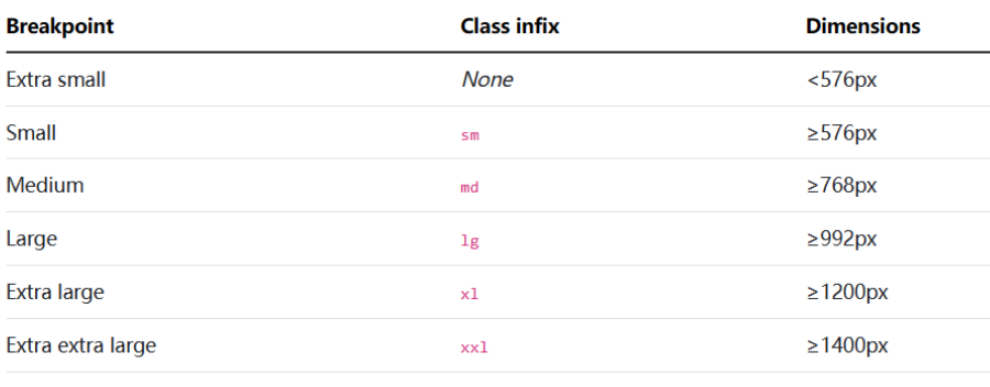 Breakpoint Class infix Dimensions
Extra small None <576px
Small sm ≥576px
Medium md ≥768px
Large lg ≥992px
Extra large xl ≥1200px
Extra extra large xxl ≥1400px